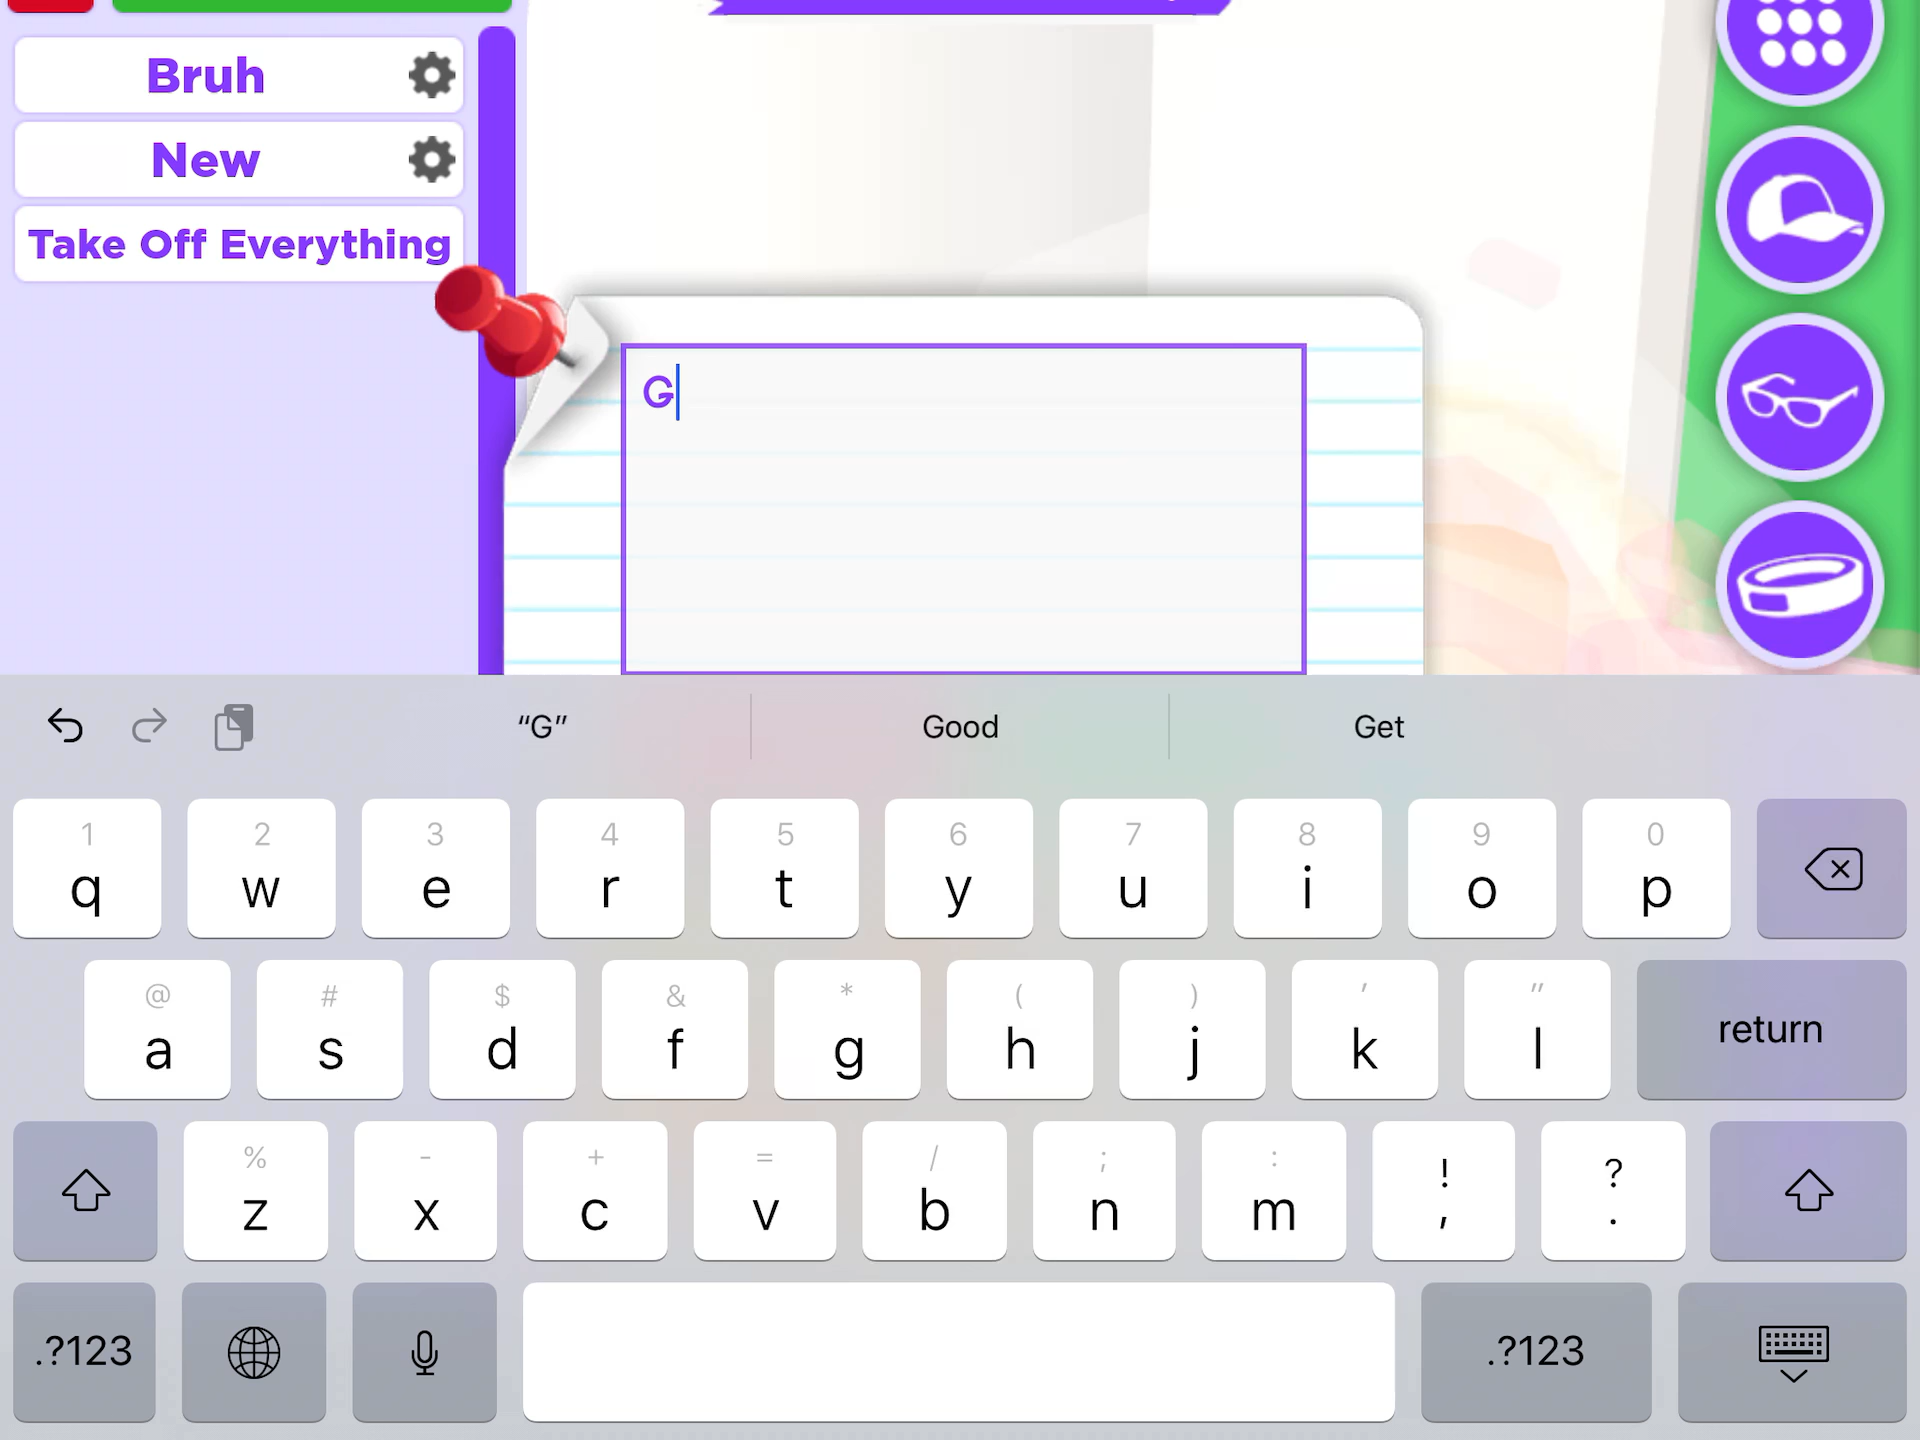 Bruh
New
Take Off Everything
G
“G” Good Get
1 2 3 4 5 6 7 8 9 0
q w e r t y u i o p
@ # $ & * ( ) ' "
a s d f g h j k l return
% - + = / ; : ! ?
z x c v b n m , .
.?123 .?123